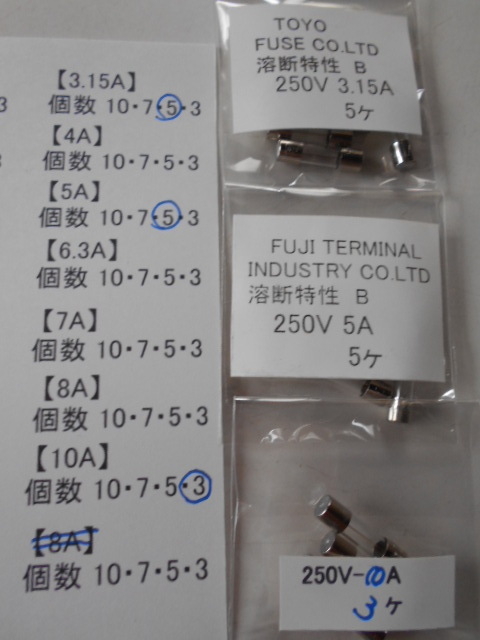 【3.15A】
個数 10・7・5・3
【4A】
個数 10・7・5・3
【5A】
個数 10・7・5・3
【6.3A】
個数 10・7・5・3
【7A】
個数 10・7・5・3
【8A】
個数 10・7・5・3
【10A】
個数 10・7・5・3
【8A】
個数 10・7・5・3
TOYO
FUSE CO.LTD
溶断特性 B
250V 3.15A
5ヶ
FUJI TERMINAL
INDUSTRY CO.LTD
溶断特性 B
250V 5A
5ヶ
250V-10A
3ヶ